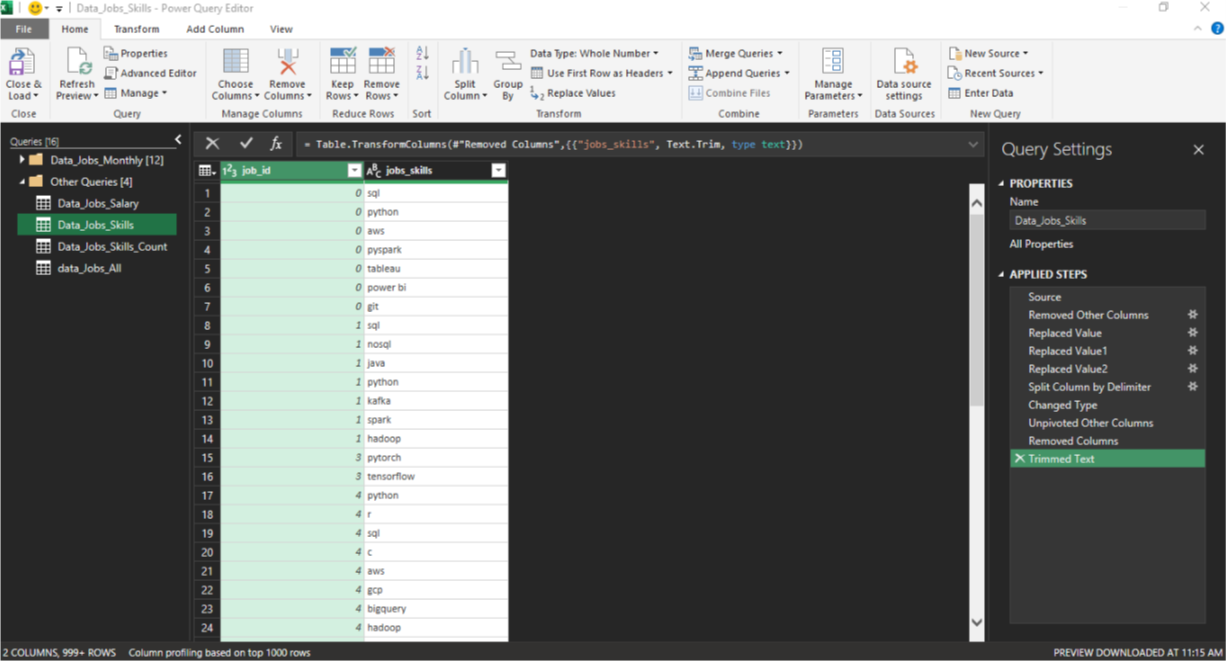 Data_Jobs_Skills - Power Query Editor
File Home Transform Add Column View
Close & Load
Refresh Preview
Properties
Advanced Editor
Manage
Choose Columns
Remove Columns
Keep Rows
Remove Rows
Split Column
Group By
Data Type: Whole Number
Use First Row as Headers
Replace Values
Merge Queries
Append Queries
Combine Files
Manage Parameters
Data source settings
New Source
Recent Sources
Enter Data
Close Query Manage Columns Reduce Rows Sort Transform Combine Parameters Data Sources New Query
Queries [16]
Data_Jobs_Monthly [12]
Other Queries [4]
Data_Jobs_Salary
Data_Jobs_Skills
Data_Jobs_Skills_Count
data_Jobs_All
fx = Table.TransformColumns(#"Removed Columns",{{"jobs_skills", Text.Trim, type text}})
123 job_id ABC jobs_skills
1 0 sql
2 0 python
3 0 aws
4 0 pyspark
5 0 tableau
6 0 power bi
7 0 git
8 1 sql
9 1 nosql
10 1 java
11 1 python
12 1 kafka
13 1 spark
14 1 hadoop
15 3 pytorch
16 3 tensorflow
17 4 python
18 4 r
19 4 sql
20 4 c
21 4 aws
22 4 gcp
23 4 bigquery
24 4 hadoop
Query Settings
PROPERTIES
Name
Data_Jobs_Skills
All Properties
APPLIED STEPS
Source
Removed Other Columns
Replaced Value
Replaced Value1
Replaced Value2
Split Column by Delimiter
Changed Type
Unpivoted Other Columns
Removed Columns
Trimmed Text
2 COLUMNS, 999+ ROWS Column profiling based on top 1000 rows PREVIEW DOWNLOADED AT 11:15 AM